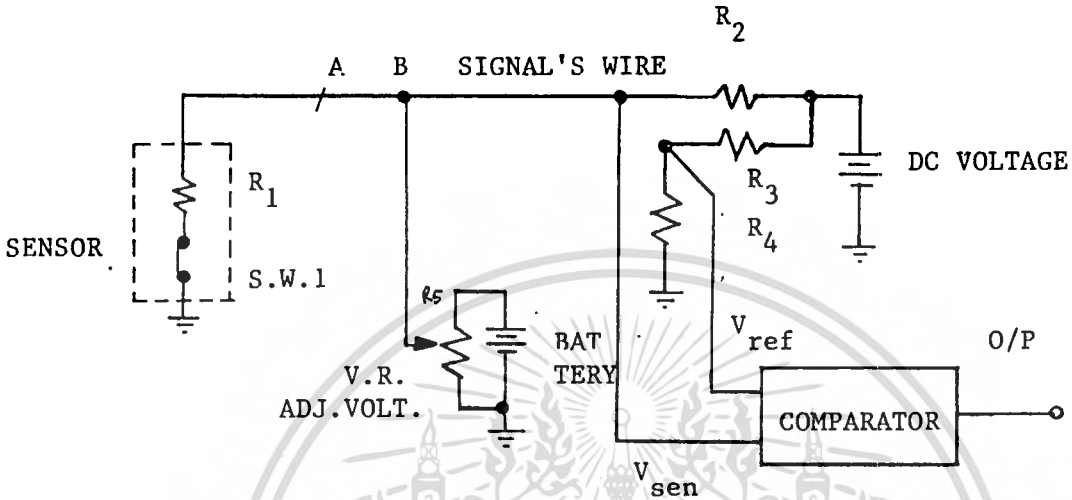 R2
A B SIGNAL'S WIRE
R1
R3
DC VOLTAGE
R4
SENSOR
S.W.1
R5
BAT
TERY
V.R.
ADJ.VOLT.
Vref
O/P
COMPARATOR
Vsen